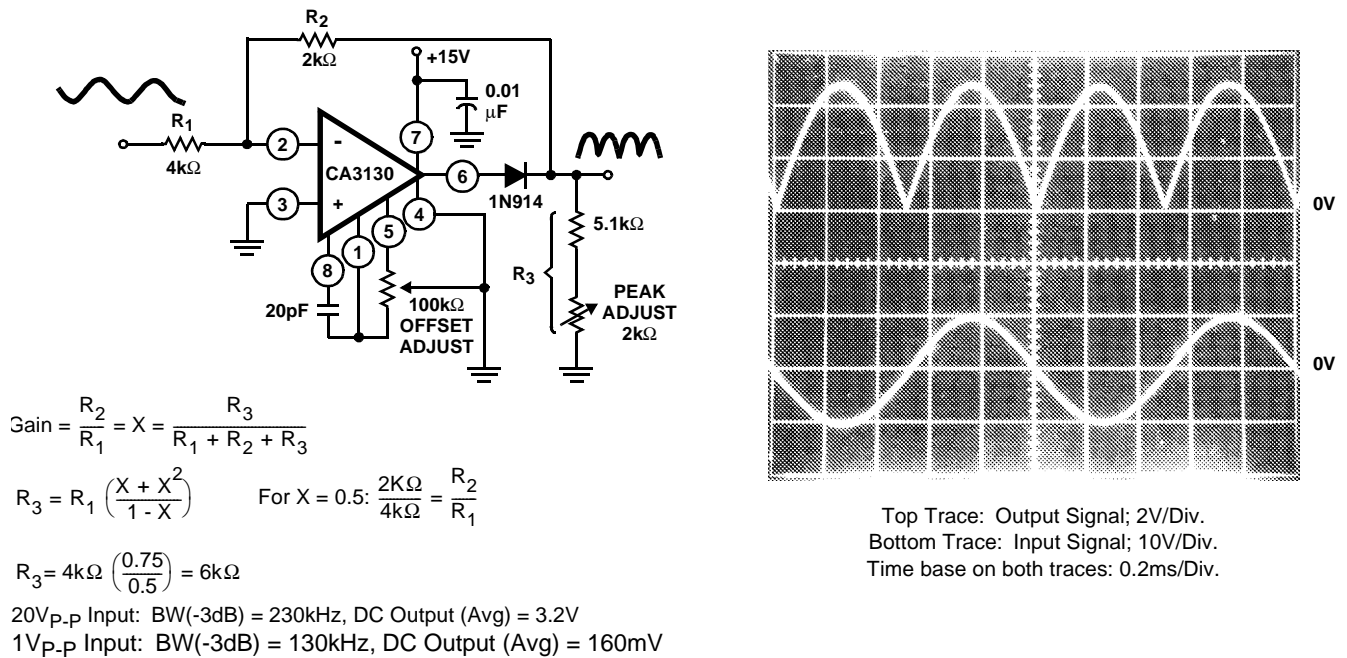 R2
2kΩ
+15V
0.01
μF
R1
4kΩ
2
-
7
CA3130
6
1N914
3
+
4
5
1
8
20pF
100kΩ
OFFSET
ADJUST
5.1kΩ
R3
PEAK
ADJUST
2kΩ
0V
0V
Gain = R2/R1 = X = R3/(R1 + R2 + R3)
R3 = R1 ((X + X²)/(1 - X)) For X = 0.5: 2KΩ/4kΩ = R2/R1
R3= 4kΩ (0.75/0.5) = 6kΩ
20VP-P Input: BW(-3dB) = 230kHz, DC Output (Avg) = 3.2V
1VP-P Input: BW(-3dB) = 130kHz, DC Output (Avg) = 160mV
Top Trace: Output Signal; 2V/Div.
Bottom Trace: Input Signal; 10V/Div.
Time base on both traces: 0.2ms/Div.